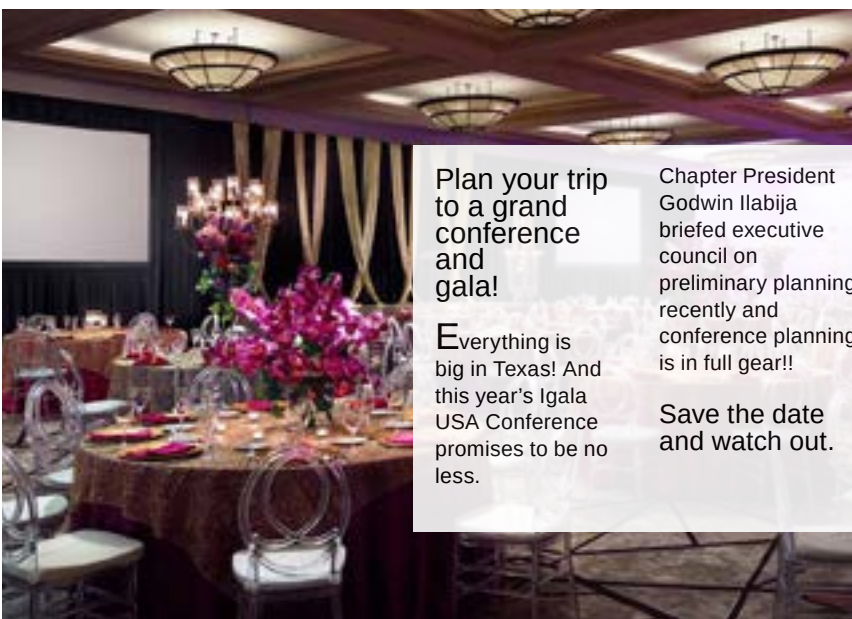 Plan your trip
to a grand
conference
and
gala!
Everything is
big in Texas! And
this year's Igala
USA Conference
promises to be no
less.
Chapter President
Godwin Ilabija
briefed executive
council on
preliminary planning
recently and
conference planning
is in full gear!!
Save the date
and watch out.